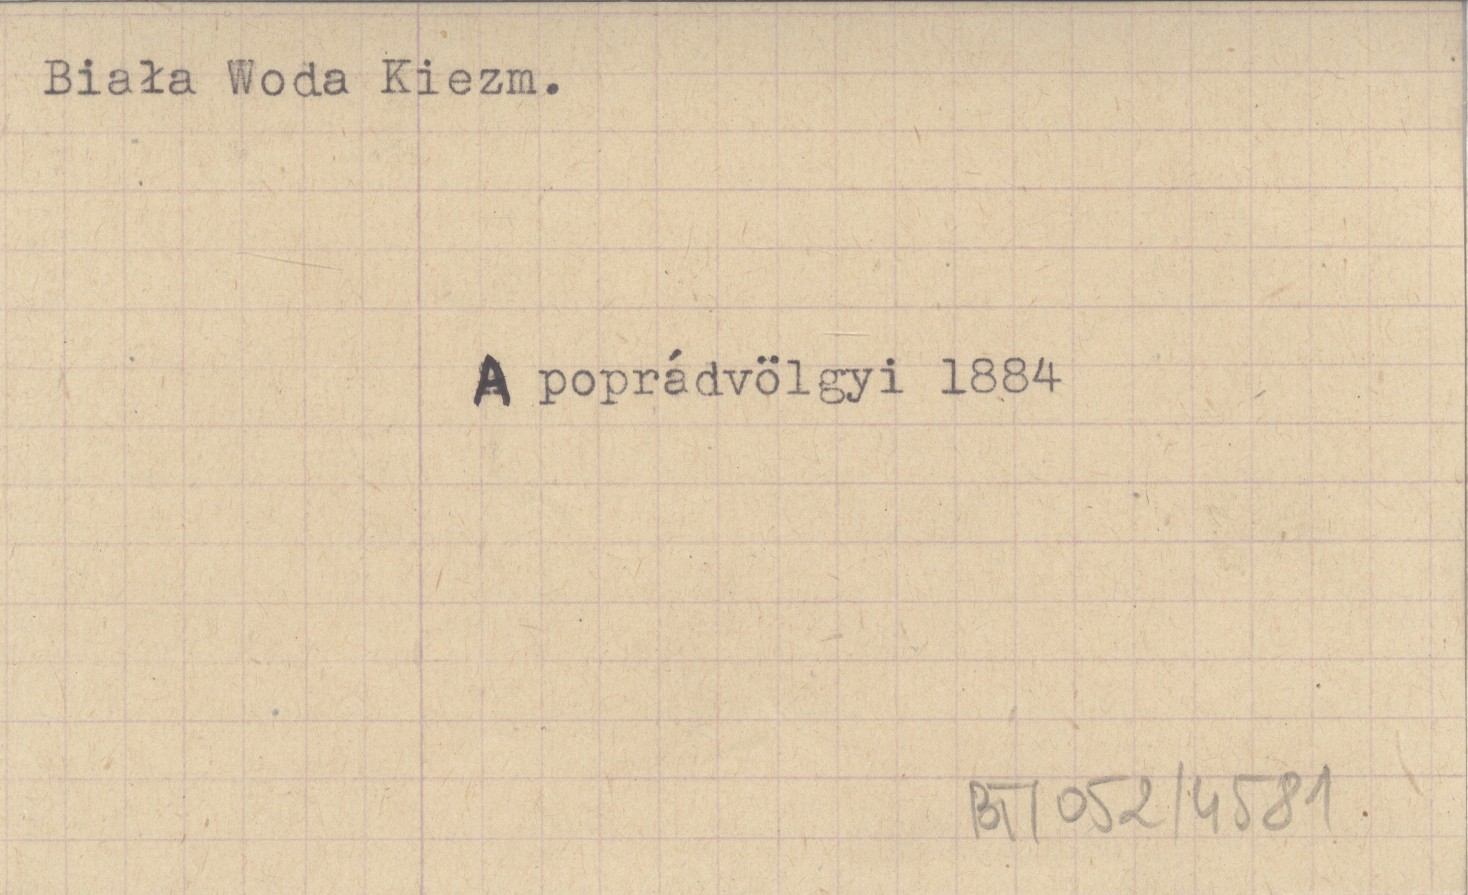 Biała Woda Kiezm.
A poprádvölgyi 1884
BT/052/4581